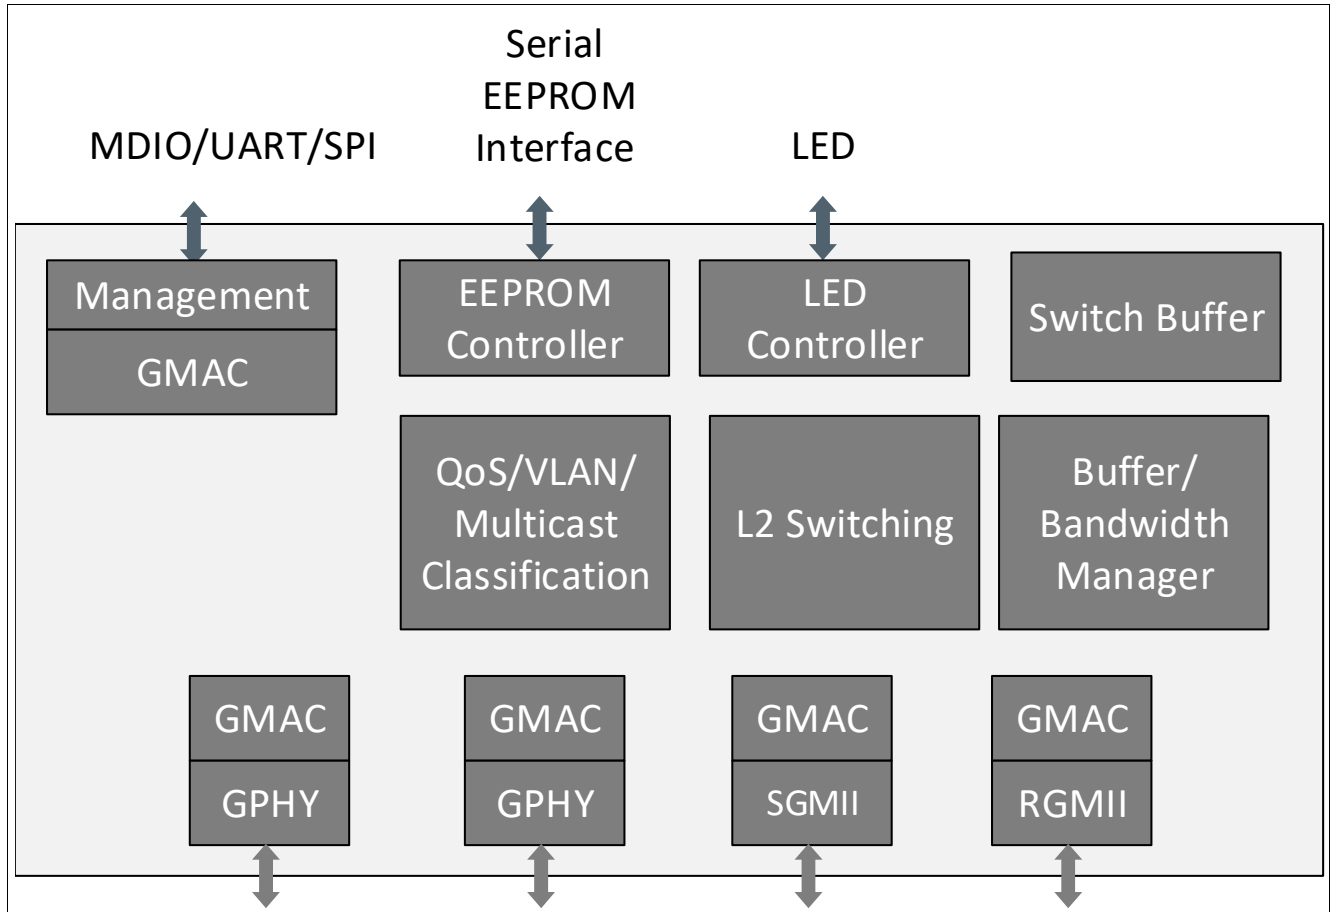 Serial
EEPROM
Interface
MDIO/UART/SPI
LED
Management
GMAC
EEPROM
Controller
LED
Controller
Switch Buffer
QoS/VLAN/
Multicast
Classification
L2 Switching
Buffer/
Bandwidth
Manager
GMAC
GPHY
GMAC
GPHY
GMAC
SGMII
GMAC
RGMII